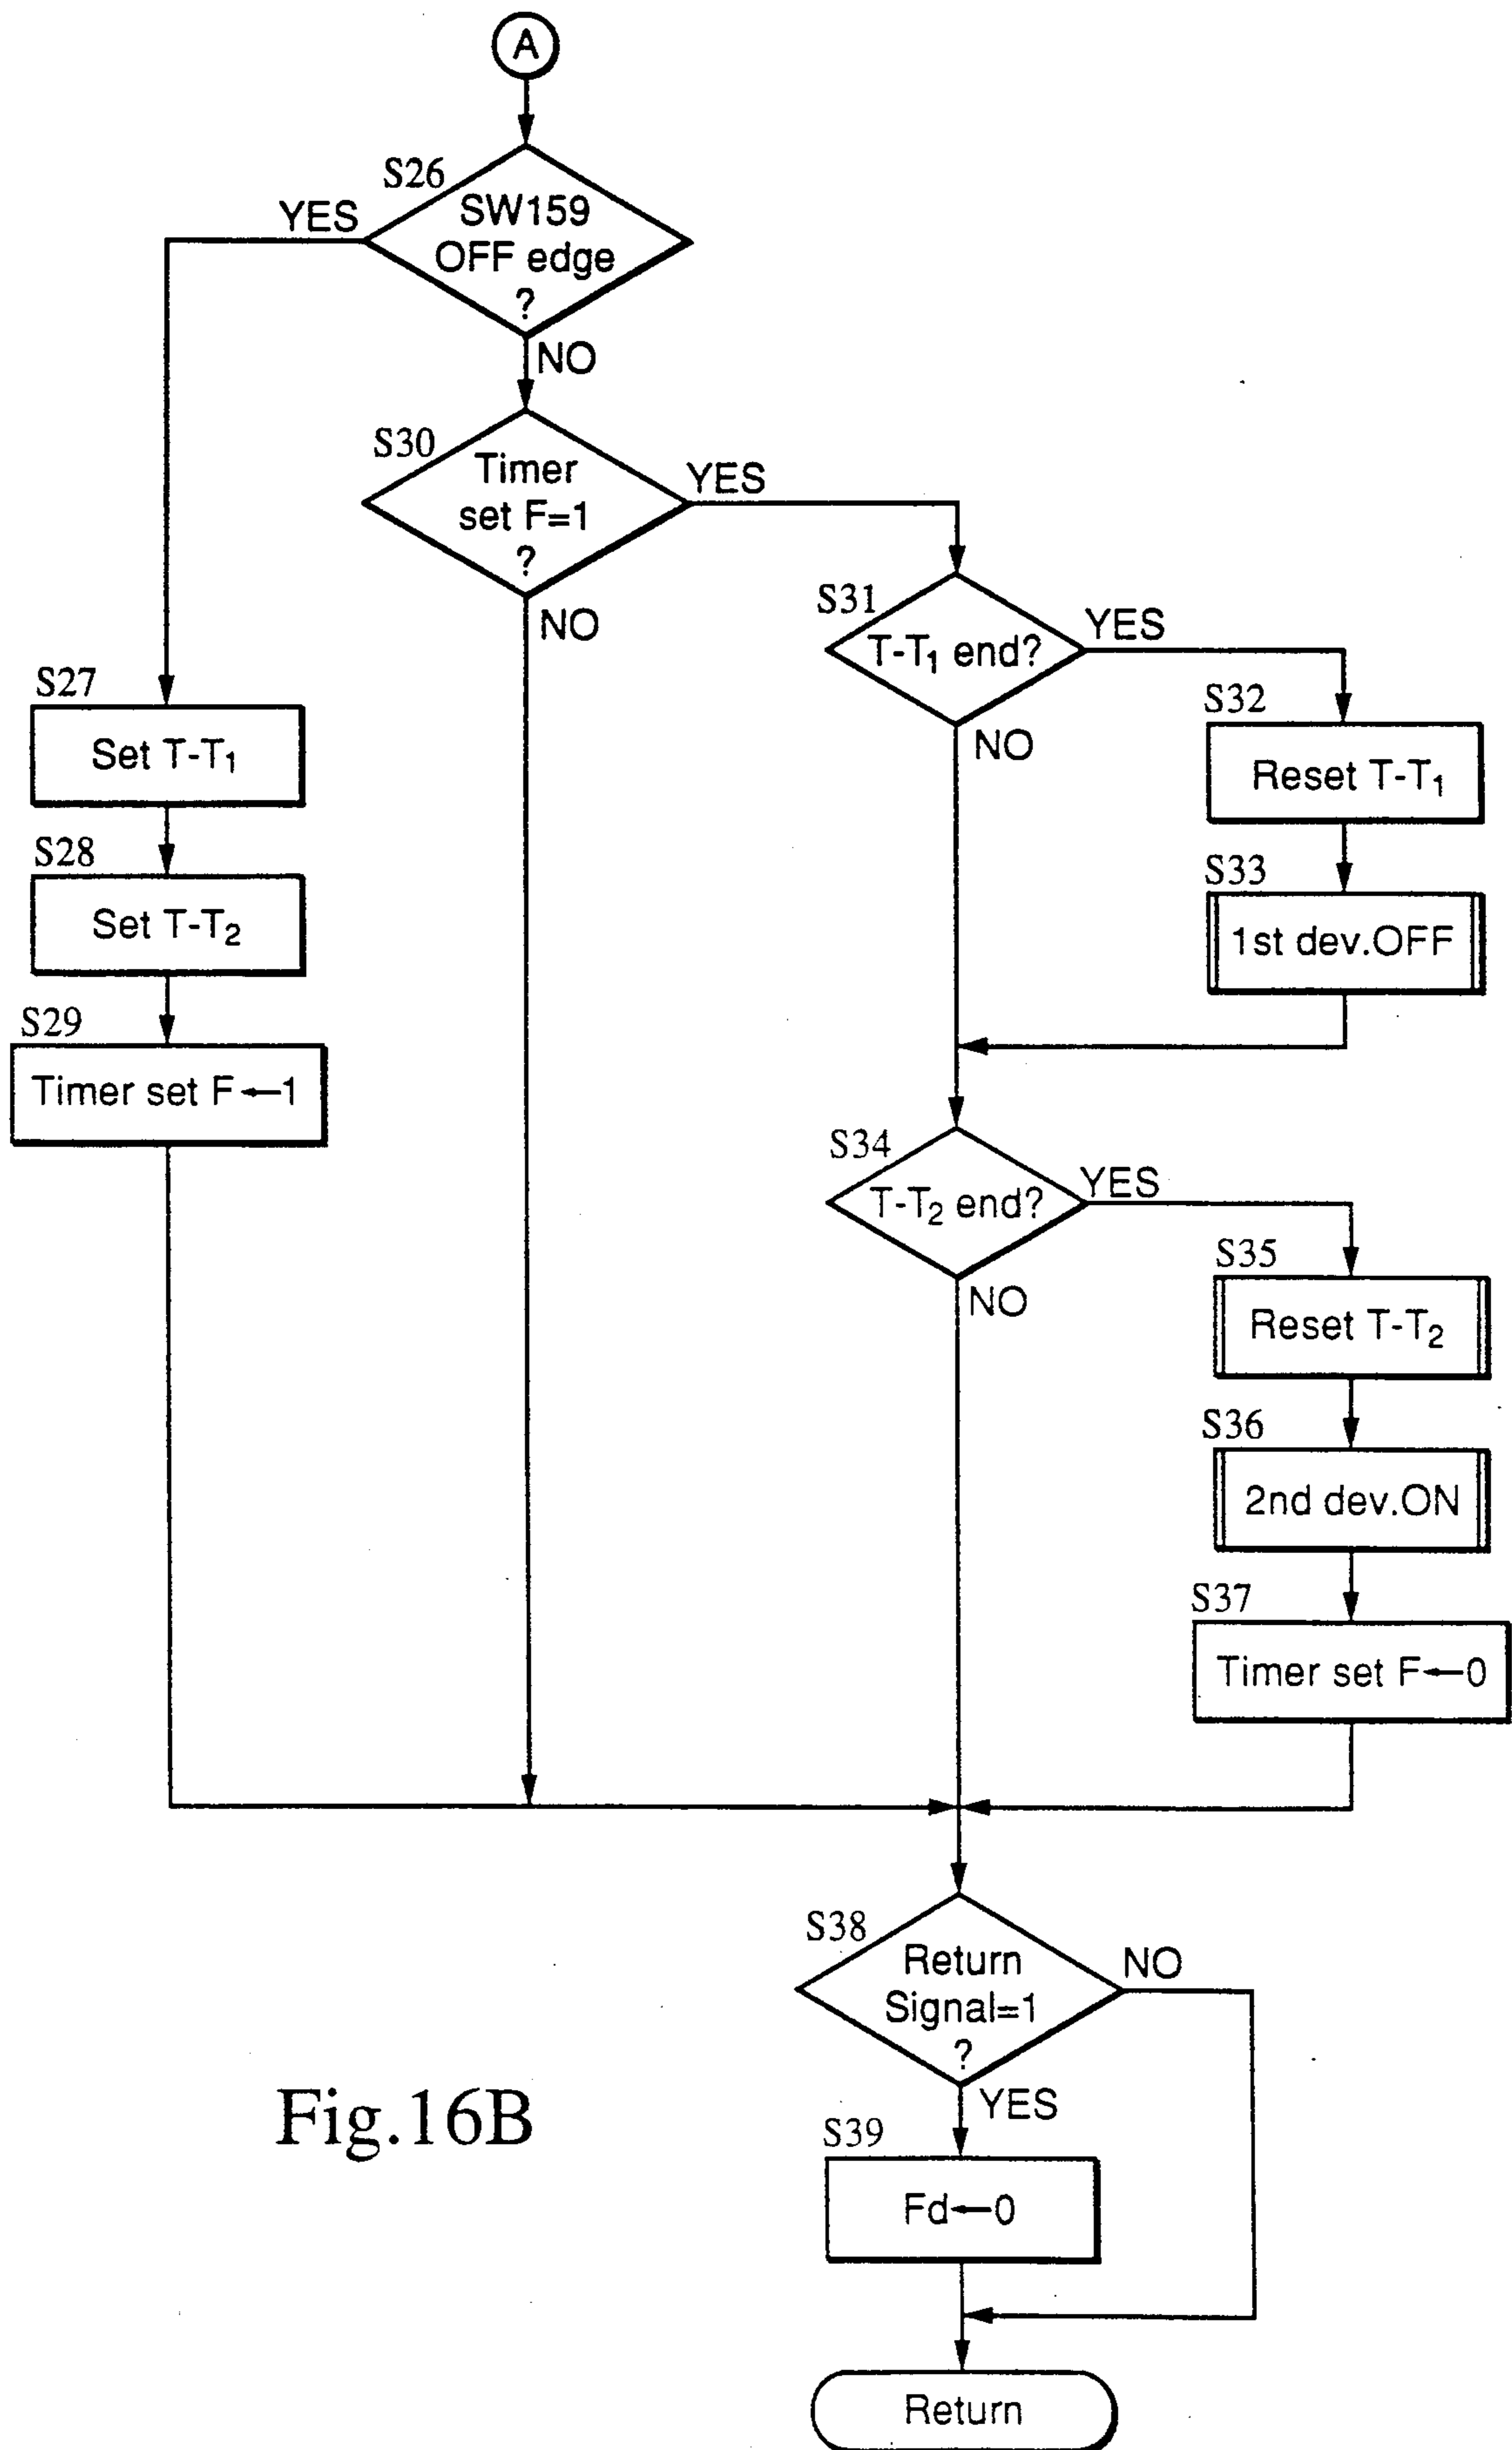 A
S26
YES
SW159
OFF edge
?
NO
S30
Timer
set F=1
?
YES
NO
S31
T-T₁ end?
YES
NO
S27
Set T-T₁
S32
Reset T-T₁
S28
Set T-T₂
S33
1st dev.OFF
S29
Timer set F←1
S34
T-T₂ end?
YES
NO
S35
Reset T-T₂
S36
2nd dev.ON
S37
Timer set F←0
S38
Return
Signal=1
?
NO
YES
S39
Fd←0
Return
Fig.16B